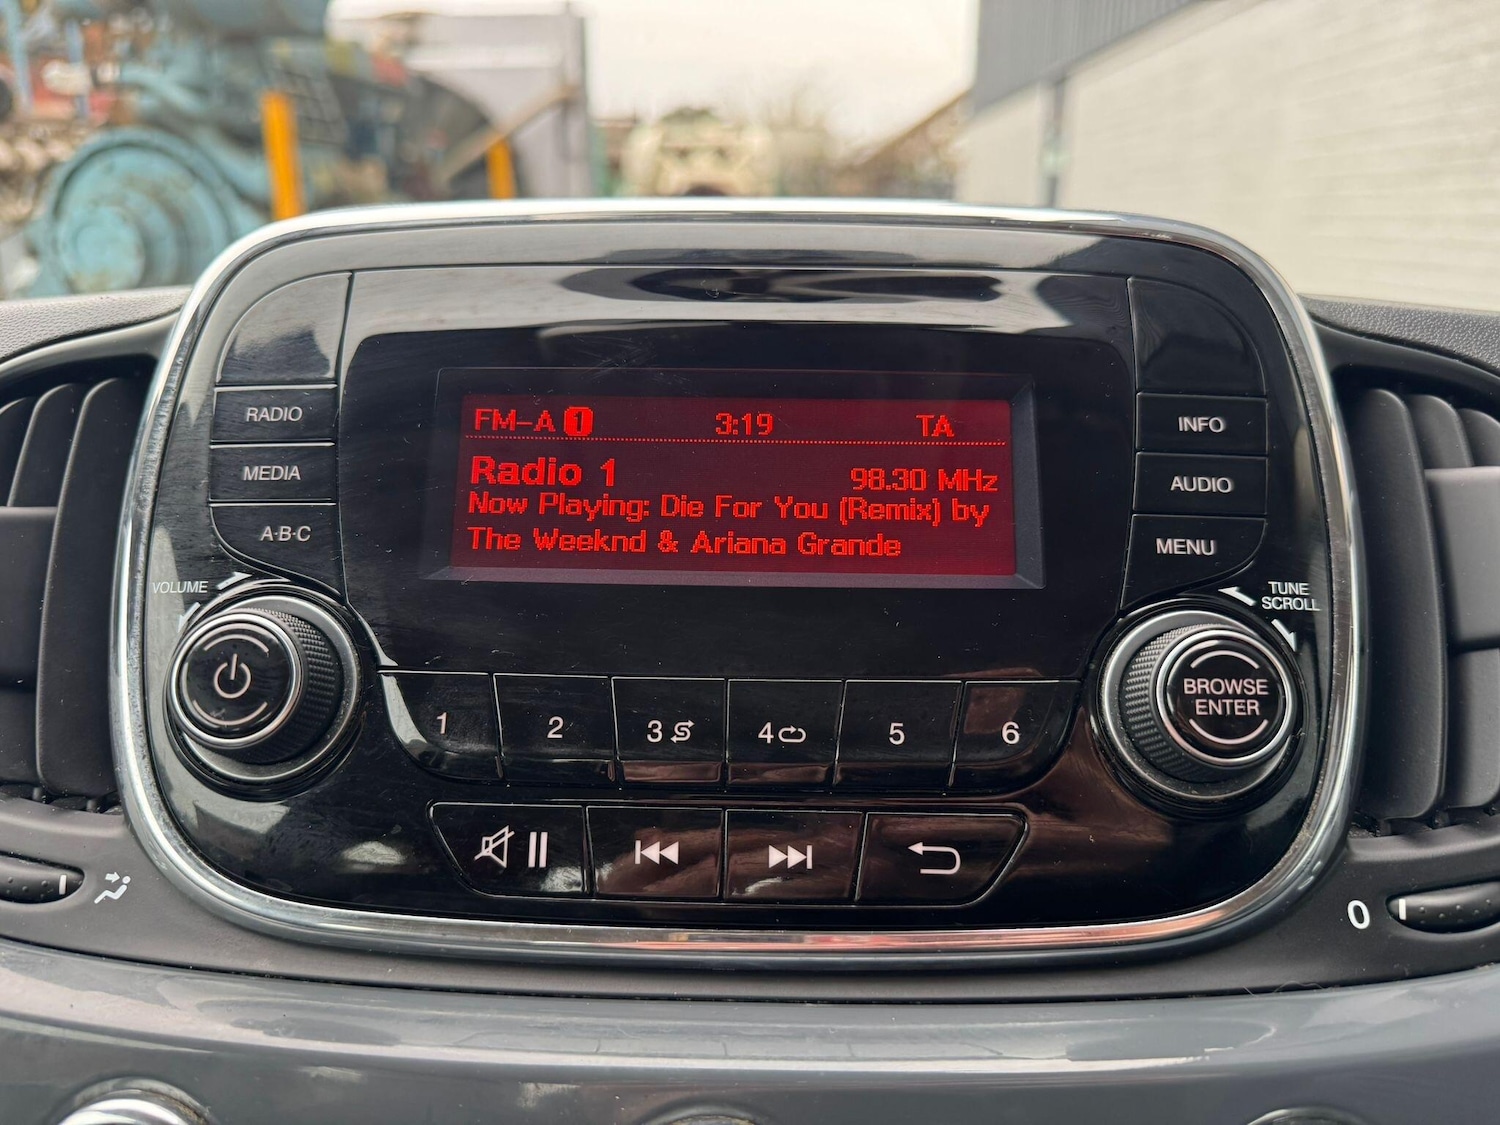 FM-A 1 3:19 TA
Radio 1 98.30 MHz
Now Playing: Die For You (Remix) by
The Weeknd & Ariana Grande
RADIO
MEDIA
A·B·C
VOLUME
INFO
AUDIO
MENU
TUNE
SCROLL
BROWSE
ENTER
1 2 3 4 5 6
0